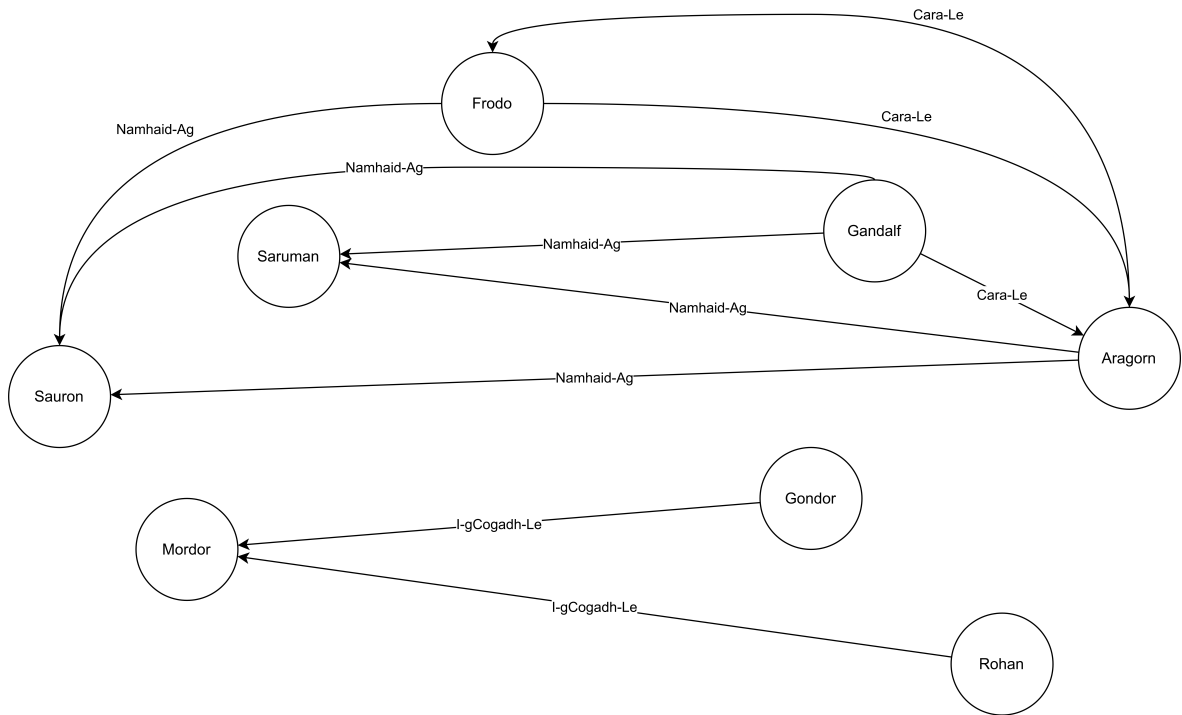 Cara-Le
Frodo
Cara-Le
Namhaid-Ag
Namhaid-Ag
Gandalf
Saruman
Namhaid-Ag
Cara-Le
Namhaid-Ag
Aragorn
Namhaid-Ag
Sauron
Gondor
I-gCogadh-Le
Mordor
I-gCogadh-Le
Rohan